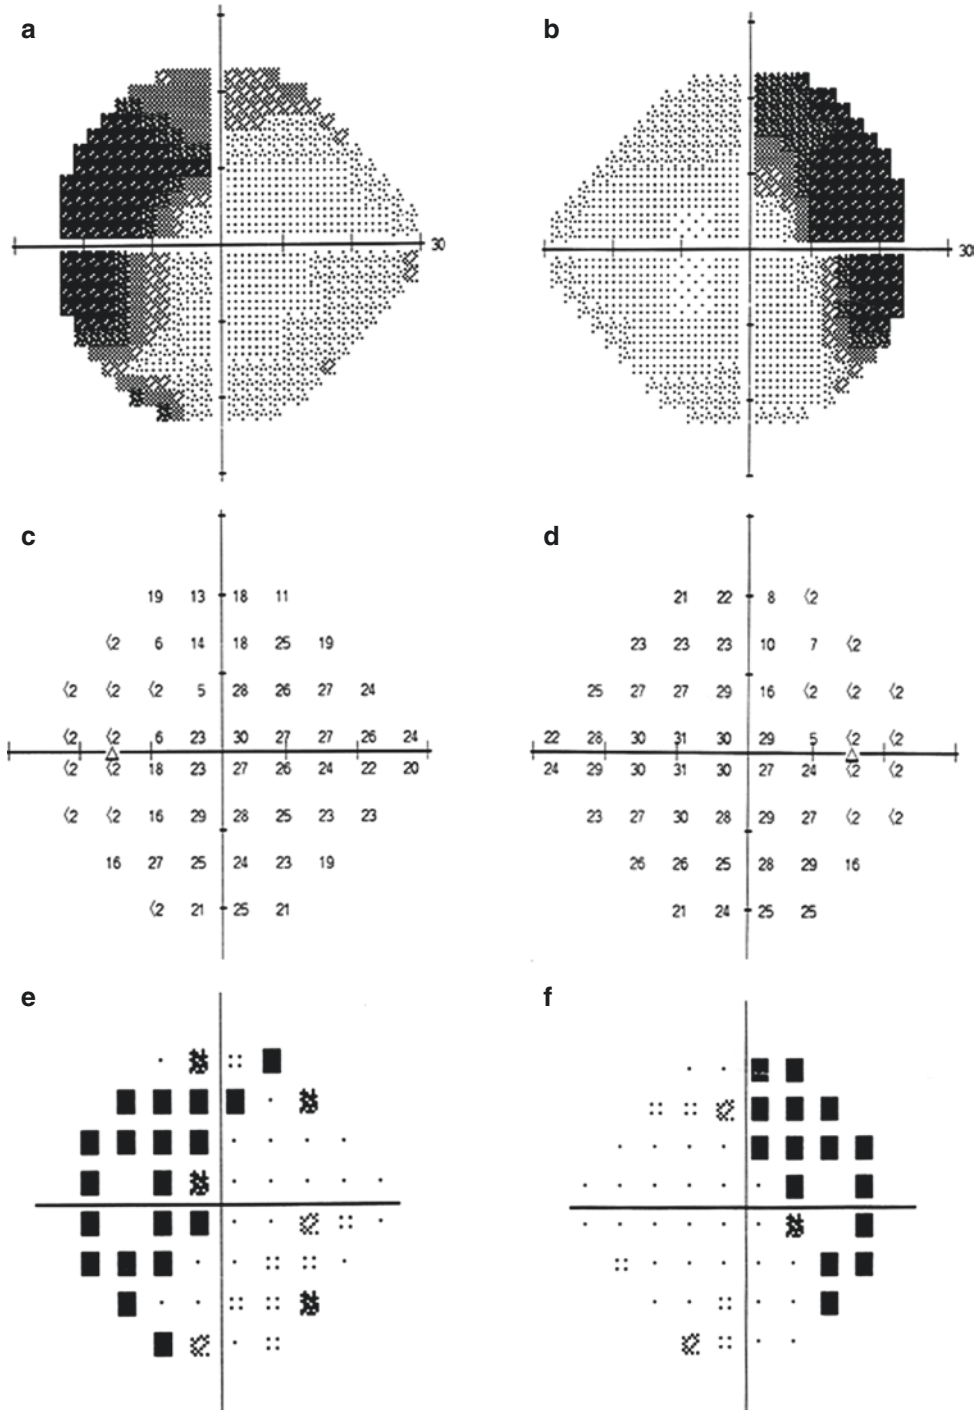 a b
30 30
c d
19 13 18 11 21 22 8 <2
<2 6 14 18 25 19 23 23 23 10 7 <2
<2 <2 <2 5 28 26 27 24 25 27 27 29 16 <2 <2 <2
<2 <2 6 23 30 27 27 26 24 22 28 30 31 30 29 5 <2 <2
<2 <2 18 23 27 26 24 22 20 24 29 30 31 30 27 24 <2 <2
<2 <2 16 29 28 25 23 23 23 27 30 28 29 27 <2 <2
16 27 25 24 23 19 26 26 25 28 29 16
<2 21 25 21 21 24 25 25
e f